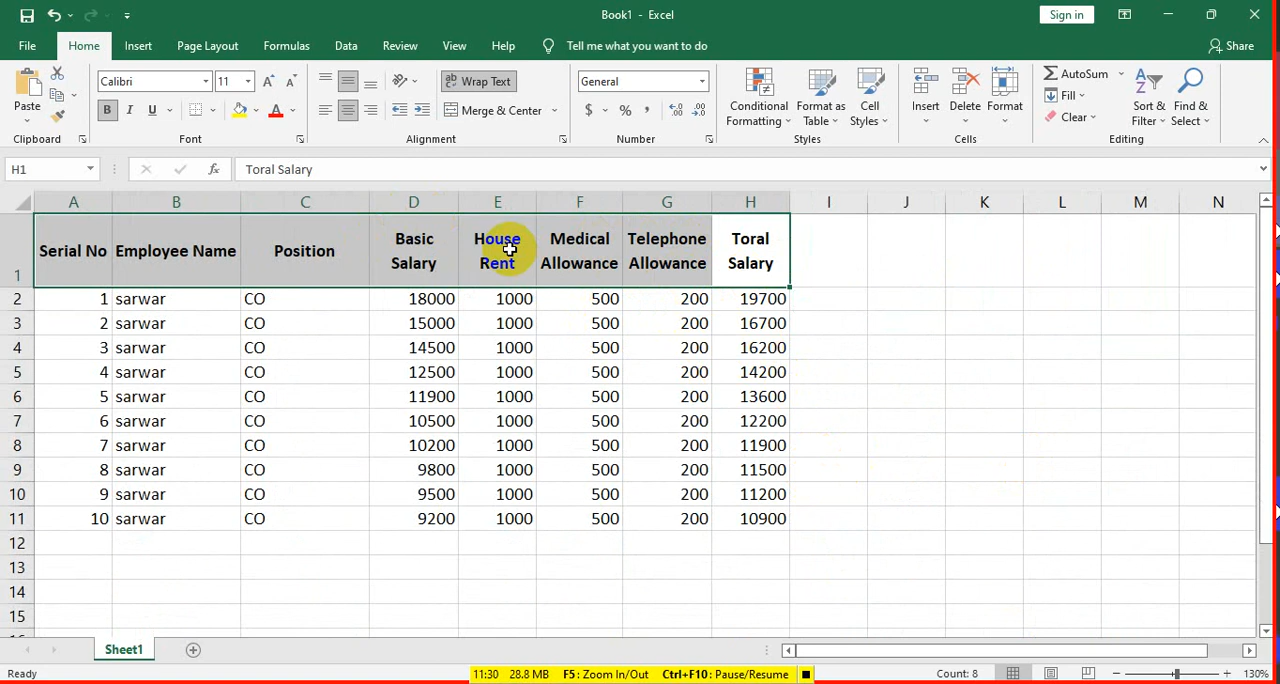 Book1 - Excel
Sign in
File Home Insert Page Layout Formulas Data Review View Help Tell me what you want to do Share
Paste
Clipboard
Calibri 11
B I U A
Font
Wrap Text
Merge & Center
Alignment
General
$ % ,
Number
Conditional Formatting
Format as Table
Cell Styles
Styles
Insert Delete Format
Cells
AutoSum
Fill
Clear
Sort & Filter
Find & Select
Editing
H1 fx Toral Salary
A B C D E F G H I J K L M N
1 Serial No Employee Name Position Basic Salary House Rent Medical Allowance Telephone Allowance Toral Salary
2 1 sarwar CO 18000 1000 500 200 19700
3 2 sarwar CO 15000 1000 500 200 16700
4 3 sarwar CO 14500 1000 500 200 16200
5 4 sarwar CO 12500 1000 500 200 14200
6 5 sarwar CO 11900 1000 500 200 13600
7 6 sarwar CO 10500 1000 500 200 12200
8 7 sarwar CO 10200 1000 500 200 11900
9 8 sarwar CO 9800 1000 500 200 11500
10 9 sarwar CO 9500 1000 500 200 11200
11 10 sarwar CO 9200 1000 500 200 10900
12
13
14
15
Sheet1
Ready 11:30 28.8 MB F5: Zoom In/Out Ctrl+F10: Pause/Resume Count: 8 130%